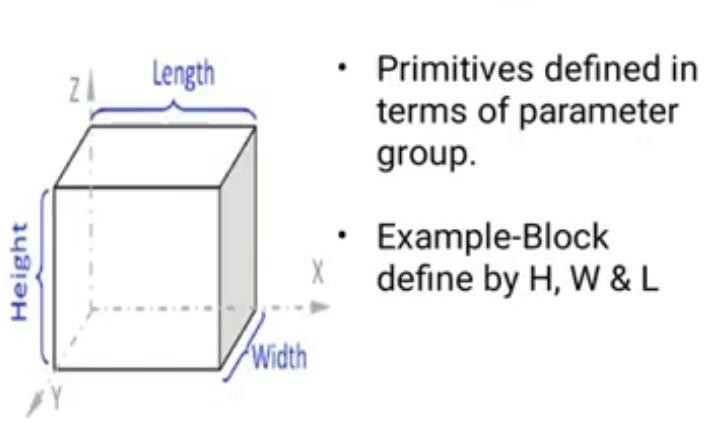 Z
Length
Height
X
Width
Y
• Primitives defined in
terms of parameter
group.
• Example-Block
define by H, W & L